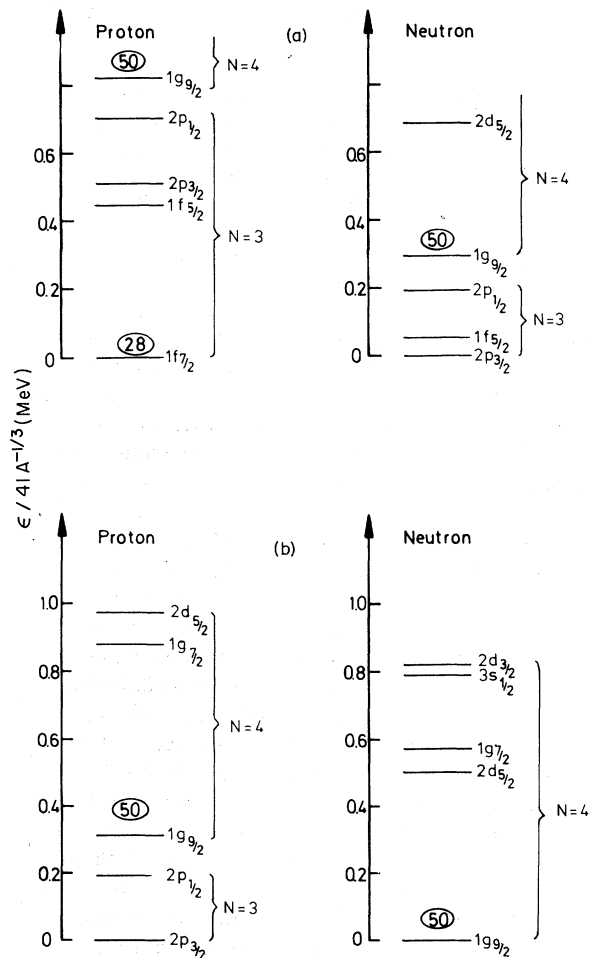 (a)
Proton
50
1g9/2
N=4
2p1/2
2p3/2
1f5/2
N=3
28
1f7/2
0.6
0.4
0.2
0
Neutron
2d5/2
N=4
50
1g9/2
2p1/2
1f5/2
2p3/2
N=3
0.6
0.4
0.2
0
ϵ / 41A-1/3 (MeV)
(b)
Proton
2d5/2
1g7/2
N=4
50
1g9/2
2p1/2
2p3/2
N=3
1.0
0.8
0.6
0.4
0.2
0
Neutron
2d3/2
3s1/2
1g7/2
2d5/2
N=4
50
1g9/2
1.0
0.8
0.6
0.4
0.2
0